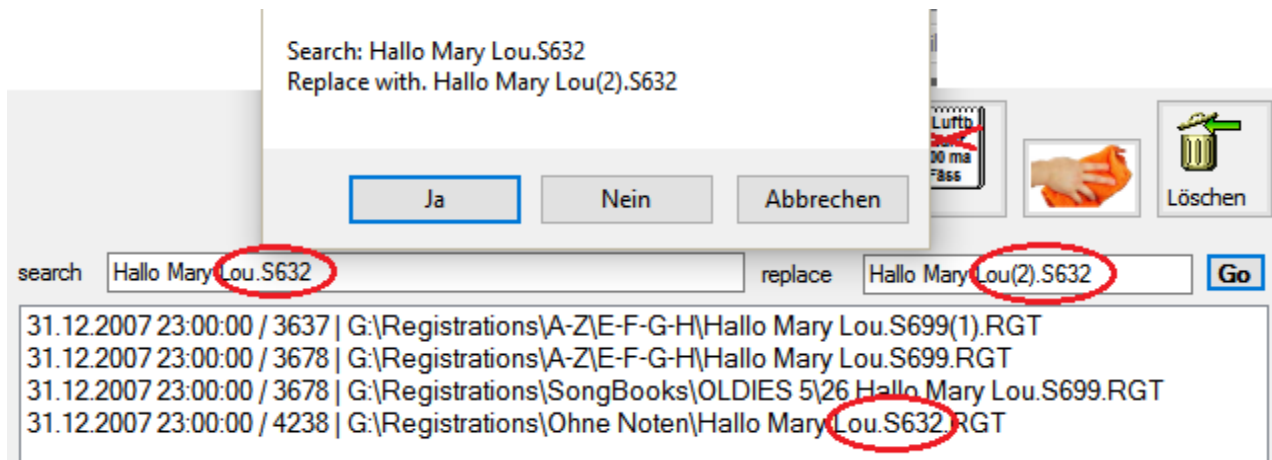 Search: Hallo Mary Lou.S632
Replace with. Hallo Mary Lou(2).S632
Ja Nein Abbrechen
Luftb
00 ma
Fäss
Löschen
search Hallo Mary Lou.S632 replace Hallo Mary Lou(2).S632 Go
31.12.2007 23:00:00 / 3637 | G:\Registrations\A-Z\E-F-G-H\Hallo Mary Lou.S699(1).RGT
31.12.2007 23:00:00 / 3678 | G:\Registrations\A-Z\E-F-G-H\Hallo Mary Lou.S699.RGT
31.12.2007 23:00:00 / 3678 | G:\Registrations\SongBooks\OLDIES 5\26 Hallo Mary Lou.S699.RGT
31.12.2007 23:00:00 / 4238 | G:\Registrations\Ohne Noten\Hallo Mary Lou.S632.RGT